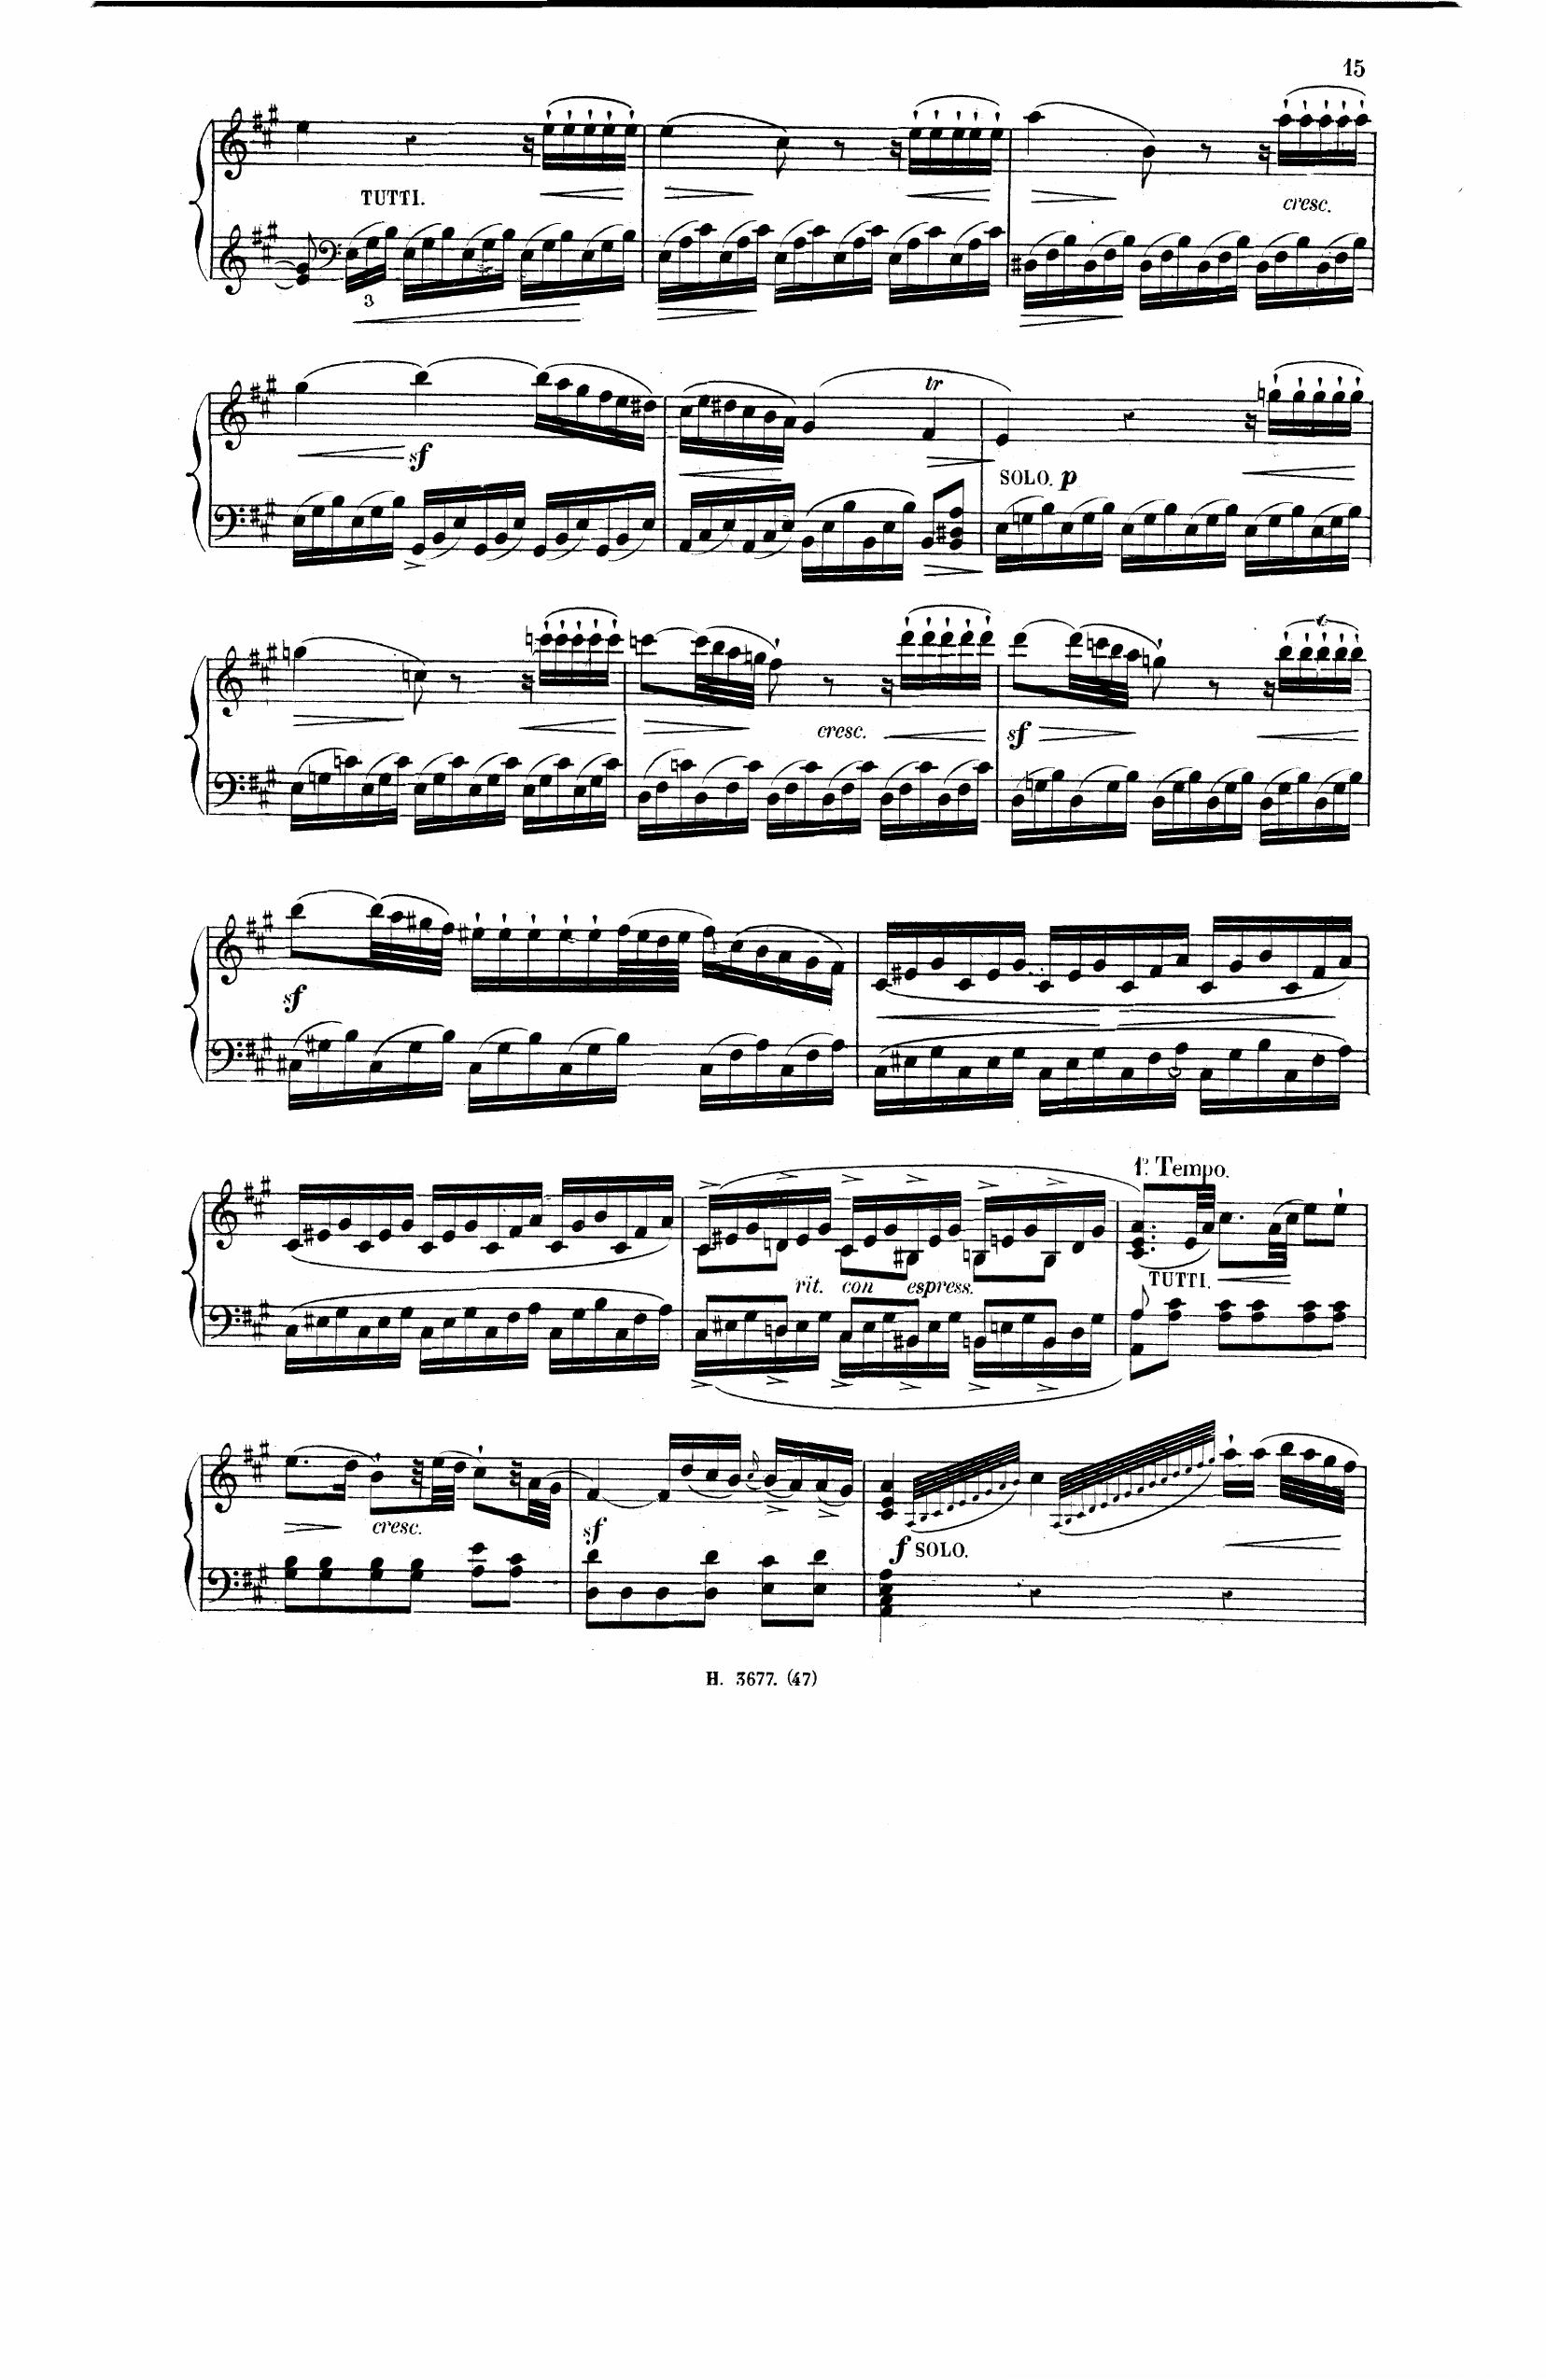 15
TUTTI.
cresc.
3
sf
tr
SOLO. p
cresc.
sf
sf
1º Tempo.
rit. con espress.
TUTTI.
cresc.
sf
f SOLO.
H. 3677. (47)